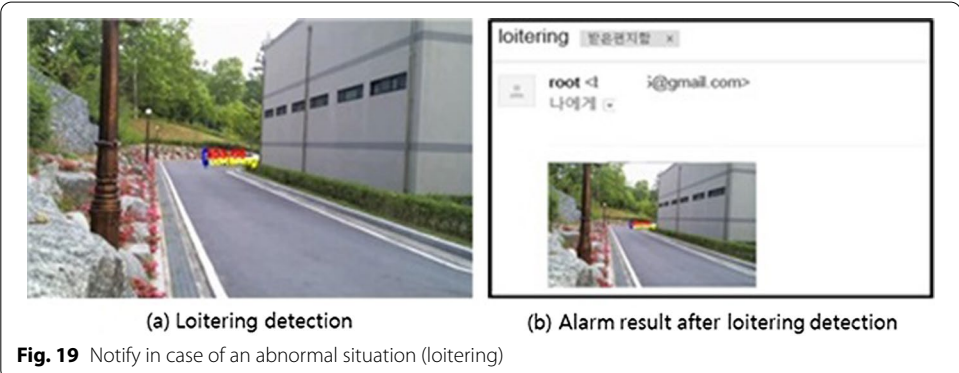 loitering 받은편지함 ×
root < @gmail.com>
나에게
(a) Loitering detection
(b) Alarm result after loitering detection
Fig. 19 Notify in case of an abnormal situation (loitering)